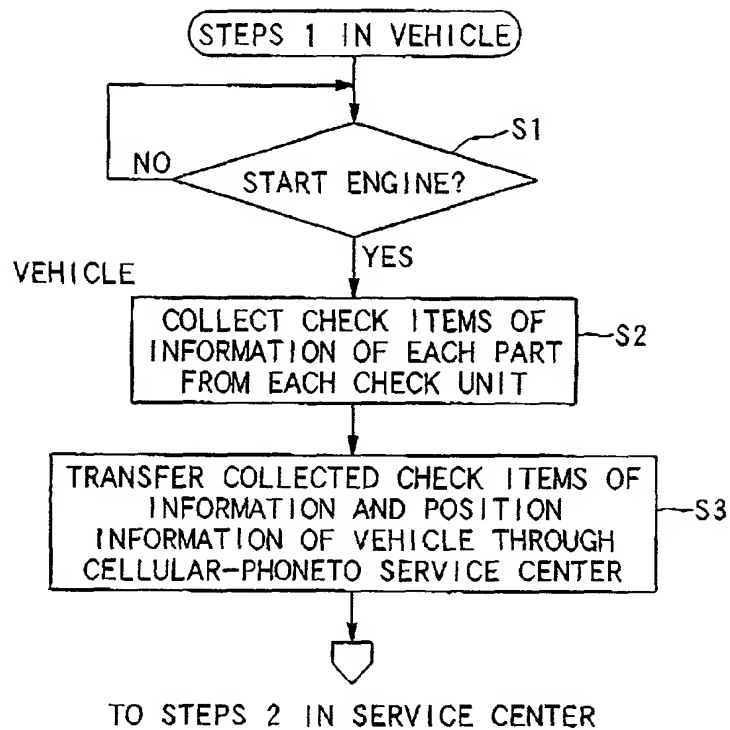 STEPS 1 IN VEHICLE
S1
NO
START ENGINE?
YES
VEHICLE
COLLECT CHECK ITEMS OF
INFORMATION OF EACH PART
FROM EACH CHECK UNIT
S2
TRANSFER COLLECTED CHECK ITEMS OF
INFORMATION AND POSITION
INFORMATION OF VEHICLE THROUGH
CELLULAR-PHONETO SERVICE CENTER
S3
TO STEPS 2 IN SERVICE CENTER